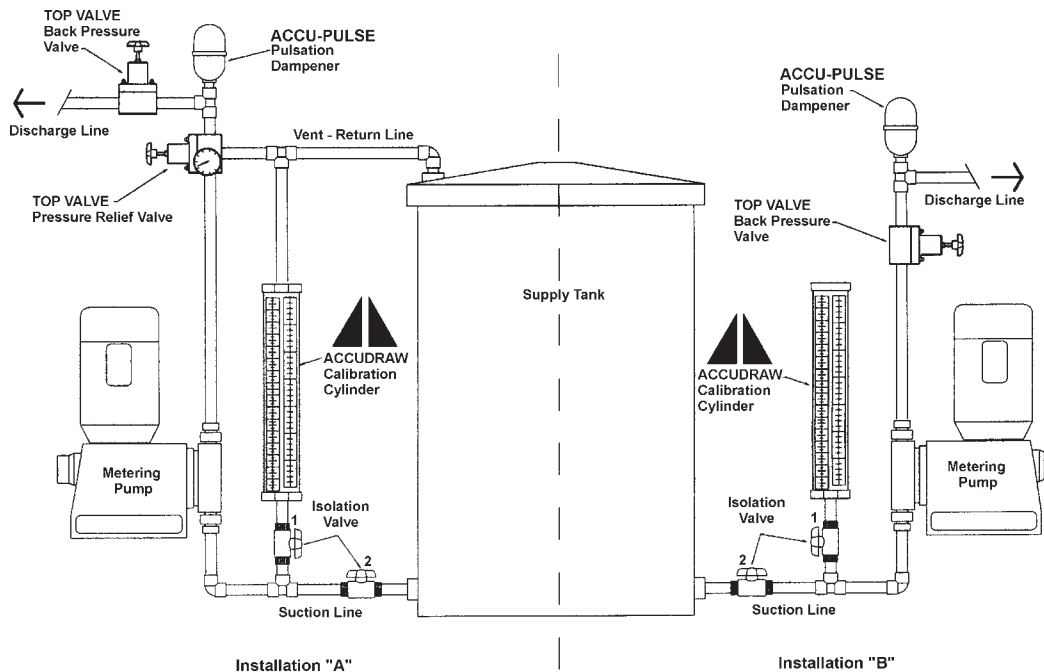 TOP VALVE
Back Pressure
Valve
ACCU-PULSE
Pulsation
Dampener
Discharge Line
Vent - Return Line
TOP VALVE
Pressure Relief Valve
ACCUDRAW
Calibration
Cylinder
Metering
Pump
Isolation
Valve
1
2
Suction Line
Installation "A"
Supply Tank
ACCU-PULSE
Pulsation
Dampener
Discharge Line
TOP VALVE
Back Pressure
Valve
ACCUDRAW
Calibration
Cylinder
Metering
Pump
Isolation
Valve
1
2
Suction Line
Installation "B"